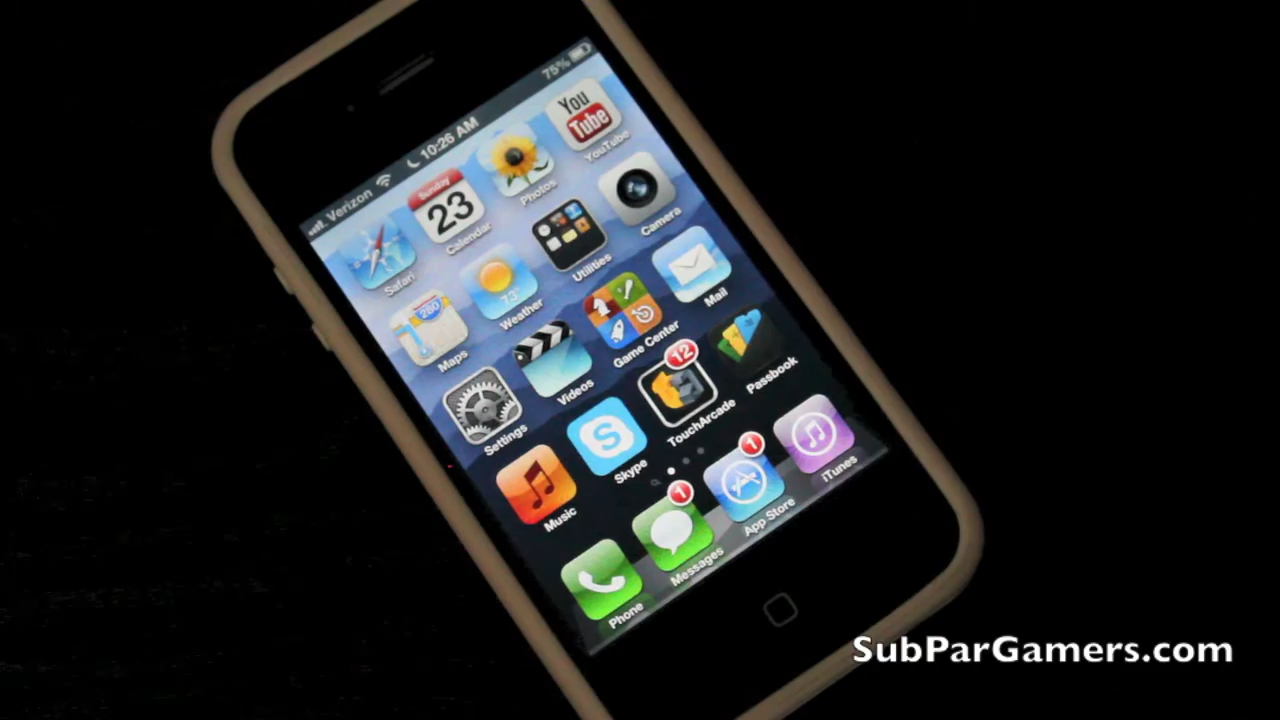 Verizon 10:26 AM 75%
Sunday
23
You
Tube
Safari Calendar Photos YouTube
280
73°
Maps Weather Utilities Camera
Settings Videos Game Center Mail
12
S
Music Skype TouchArcade Passbook
1
1
Phone Messages App Store iTunes
SubParGamers.com